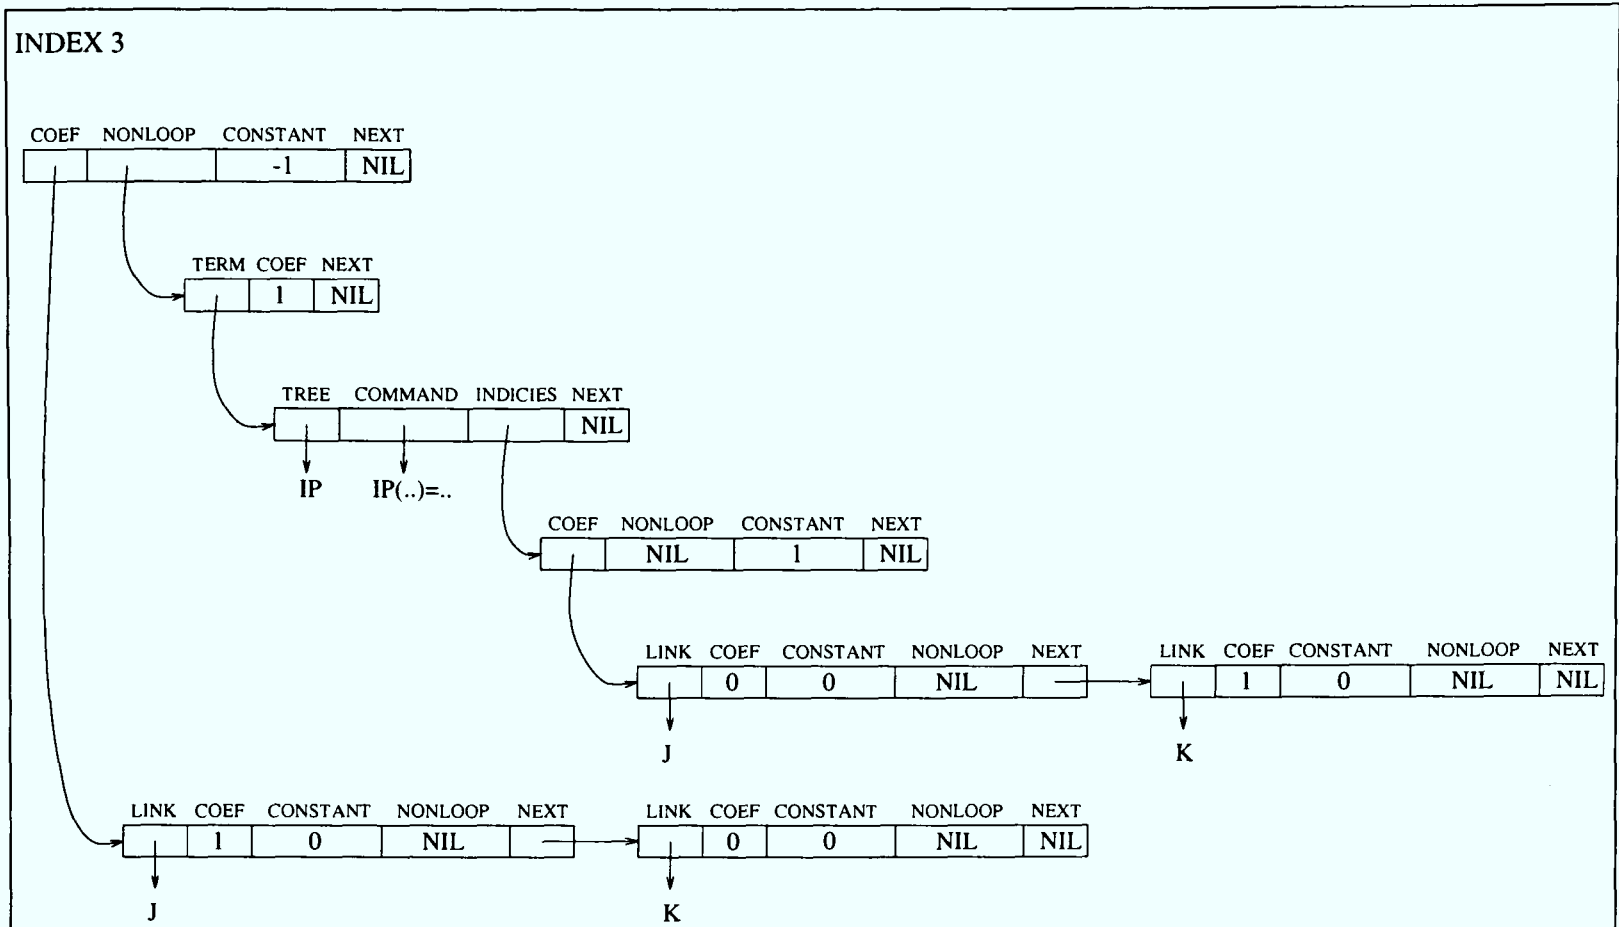 INDEX 3
COEF NONLOOP CONSTANT NEXT
-1 NIL
TERM COEF NEXT
1 NIL
TREE COMMAND INDICIES NEXT
NIL
IP IP(..)=..
COEF NONLOOP CONSTANT NEXT
NIL 1 NIL
LINK COEF CONSTANT NONLOOP NEXT LINK COEF CONSTANT NONLOOP NEXT
0 0 NIL 1 0 NIL NIL
J K
LINK COEF CONSTANT NONLOOP NEXT LINK COEF CONSTANT NONLOOP NEXT
1 0 NIL 0 0 NIL NIL
J K